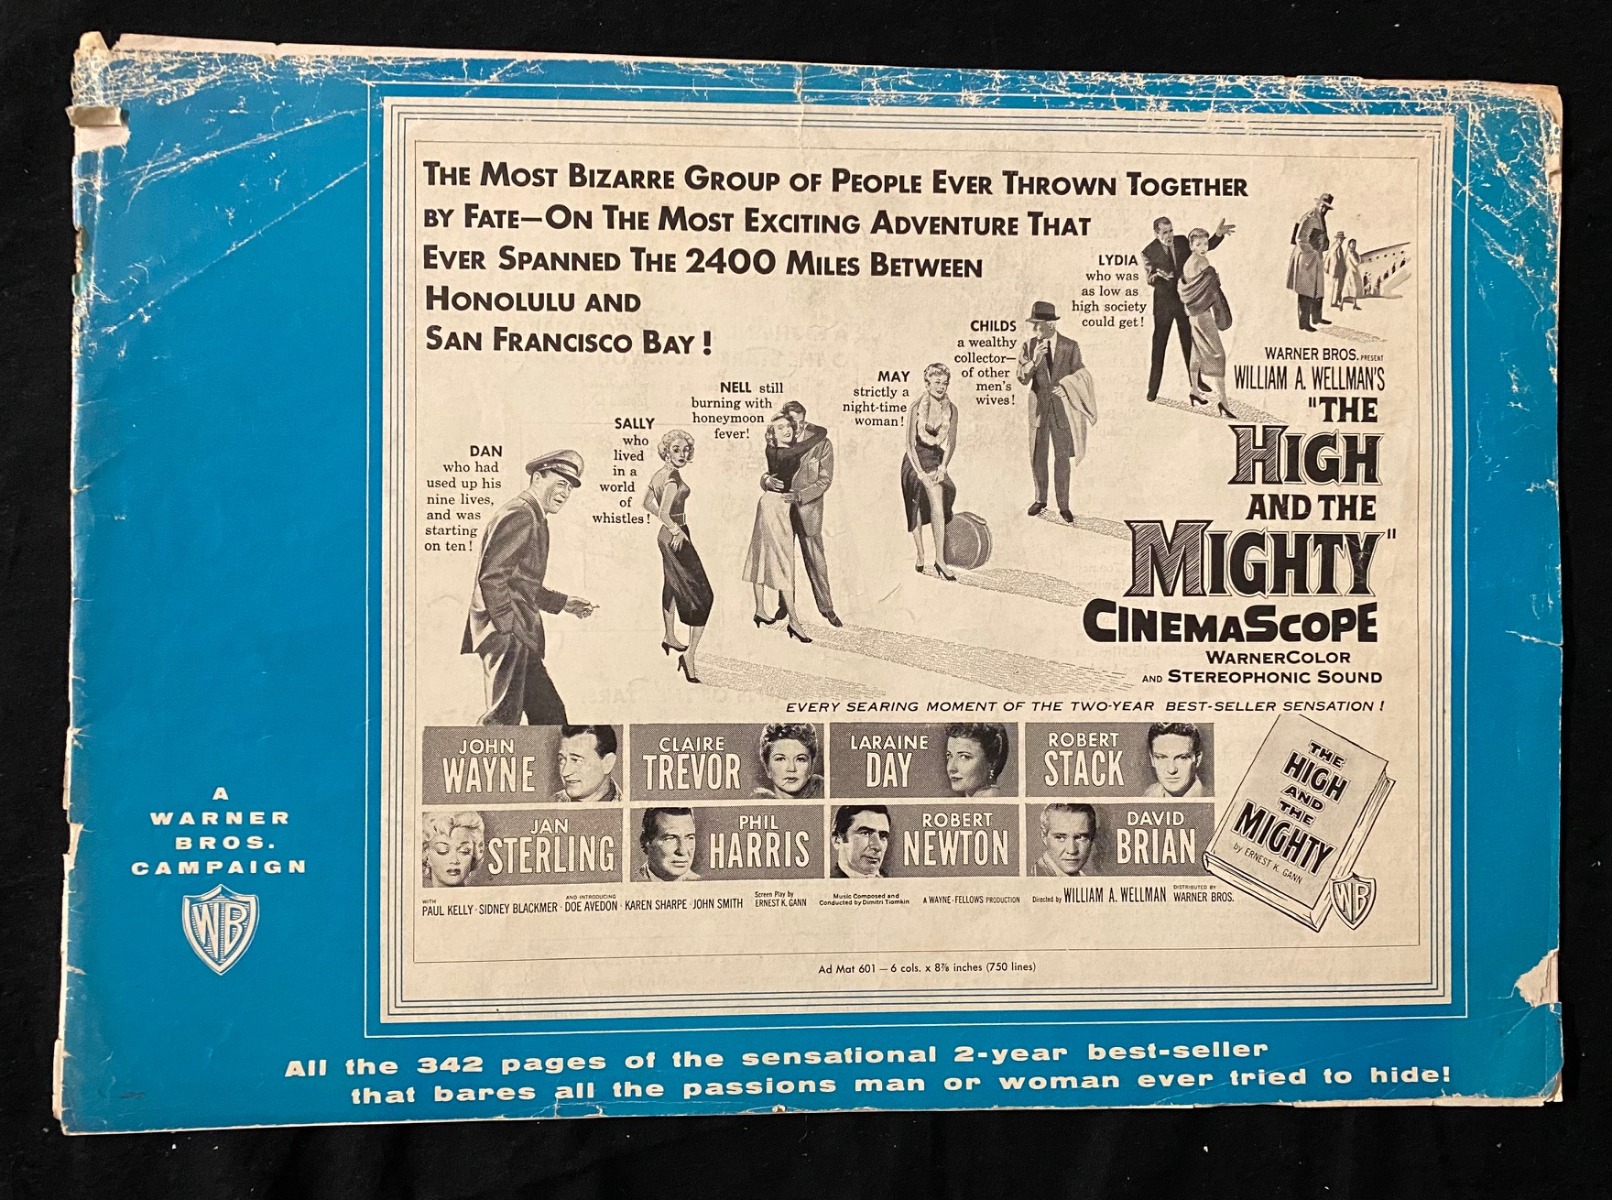 THE MOST BIZARRE GROUP OF PEOPLE EVER THROWN TOGETHER
BY FATE—ON THE MOST EXCITING ADVENTURE THAT
EVER SPANNED THE 2400 MILES BETWEEN
HONOLULU AND
SAN FRANCISCO BAY!
DAN
who had
used up his
nine lives,
and was
starting
on ten!
SALLY
who
lived
in a
world
of
whistles!
NELL still
burning with
honeymoon
fever!
MAY
strictly a
night-time
woman!
CHILDS
a wealthy
collector—
of other
men's
wives!
LYDIA
who was
as low as
high society
could get!
WARNER BROS. PRESENT
WILLIAM A. WELLMAN'S
"THE
HIGH
AND THE
MIGHTY"
CINEMASCOPE
WARNERCOLOR
AND STEREOPHONIC SOUND
EVERY SEARING MOMENT OF THE TWO-YEAR BEST-SELLER SENSATION!
JOHN
WAYNE
CLAIRE
TREVOR
LARAINE
DAY
ROBERT
STACK
JAN
STERLING
PHIL
HARRIS
ROBERT
NEWTON
DAVID
BRIAN
THE
HIGH
AND
THE
MIGHTY
by ERNEST K. GANN
WB
WITH
PAUL KELLY · SIDNEY BLACKMER · AND INTRODUCING DOE AVEDON · KAREN SHARPE · JOHN SMITH
Screen Play by
ERNEST K. GANN
Music Composed and
Conducted by Dimitri Tiomkin
A WAYNE-FELLOWS PRODUCTION
Directed by WILLIAM A. WELLMAN
DISTRIBUTED BY
WARNER BROS.
Ad Mat 601 — 6 cols. x 8⅞ inches (750 lines)
A
WARNER
BROS.
CAMPAIGN
WB
All the 342 pages of the sensational 2-year best-seller
that bares all the passions man or woman ever tried to hide!